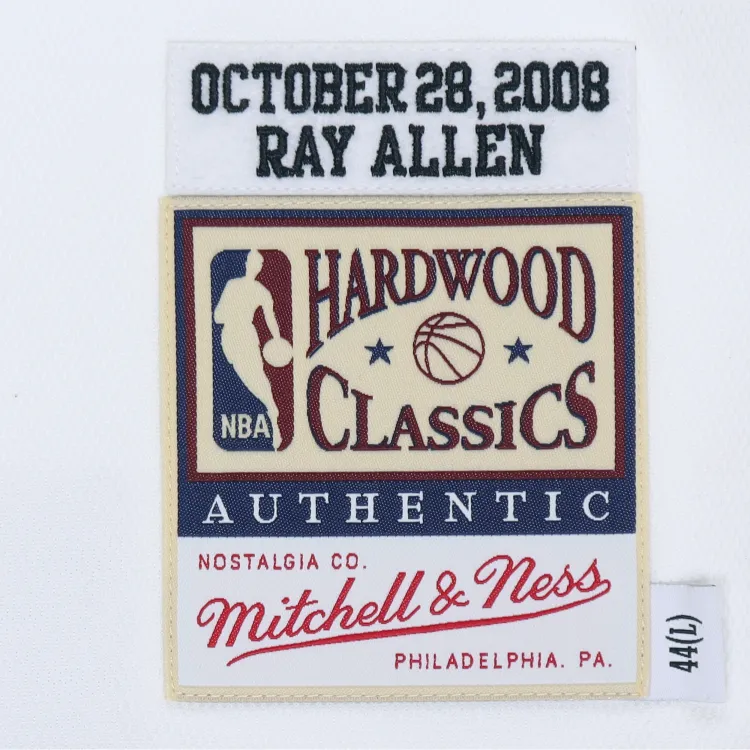 OCTOBER 28, 2008
RAY ALLEN
HARDWOOD
CLASSICS
NBA
AUTHENTIC
NOSTALGIA CO.
Mitchell & Ness
PHILADELPHIA. PA.
44(L)